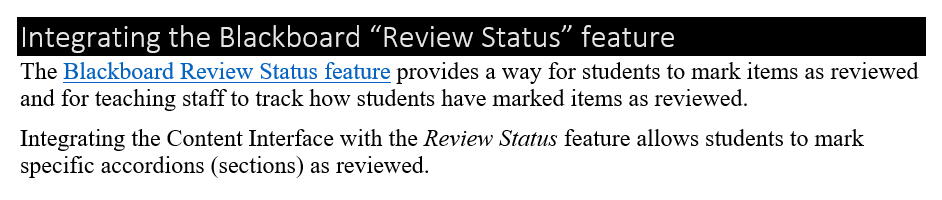 Integrating the Blackboard “Review Status” feature
The Blackboard Review Status feature provides a way for students to mark items as reviewed
and for teaching staff to track how students have marked items as reviewed.
Integrating the Content Interface with the Review Status feature allows students to mark
specific accordions (sections) as reviewed.